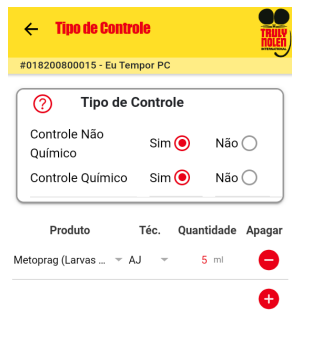 Tipo de Controle
TRULY
NOLEN
INTERNATIONAL
#018200800015 - Eu Tempor PC
Tipo de Controle
Controle Não Químico Sim Não
Controle Químico Sim Não
Produto Téc. Quantidade Apagar
Metoprag (Larvas ... AJ 5 ml